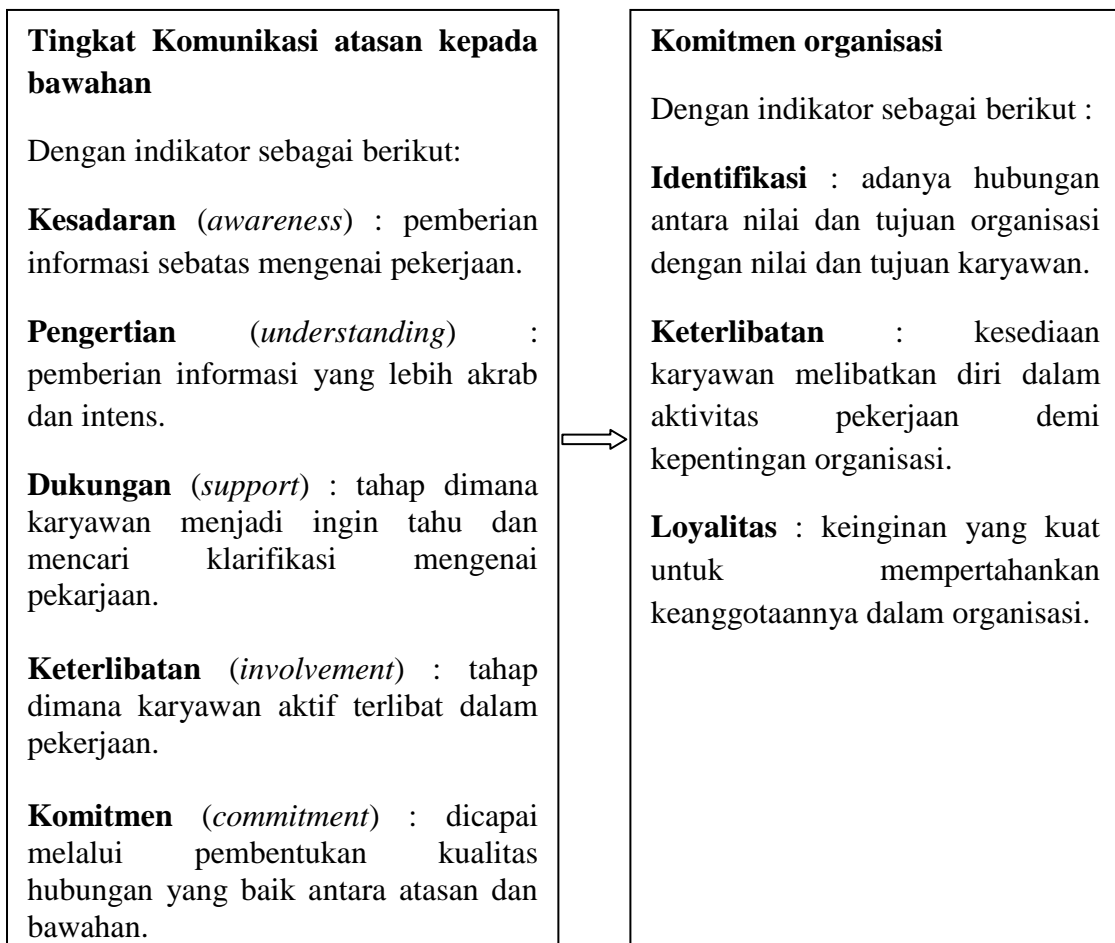 Tingkat Komunikasi atasan kepada
bawahan
Dengan indikator sebagai berikut:
Kesadaran (awareness) : pemberian
informasi sebatas mengenai pekerjaan.
Pengertian (understanding) :
pemberian informasi yang lebih akrab
dan intens.
Dukungan (support) : tahap dimana
karyawan menjadi ingin tahu dan
mencari klarifikasi mengenai
pekarjaan.
Keterlibatan (involvement) : tahap
dimana karyawan aktif terlibat dalam
pekerjaan.
Komitmen (commitment) : dicapai
melalui pembentukan kualitas
hubungan yang baik antara atasan dan
bawahan.
Komitmen organisasi
Dengan indikator sebagai berikut :
Identifikasi : adanya hubungan
antara nilai dan tujuan organisasi
dengan nilai dan tujuan karyawan.
Keterlibatan : kesediaan
karyawan melibatkan diri dalam
aktivitas pekerjaan demi
kepentingan organisasi.
Loyalitas : keinginan yang kuat
untuk mempertahankan
keanggotaannya dalam organisasi.